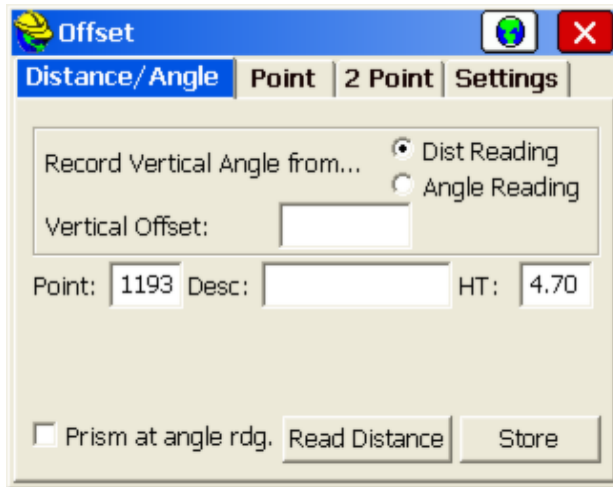 Offset
Distance/Angle Point 2 Point Settings
Record Vertical Angle from... Dist Reading
Angle Reading
Vertical Offset:
Point: 1193 Desc: HT: 4.70
Prism at angle rdg. Read Distance Store